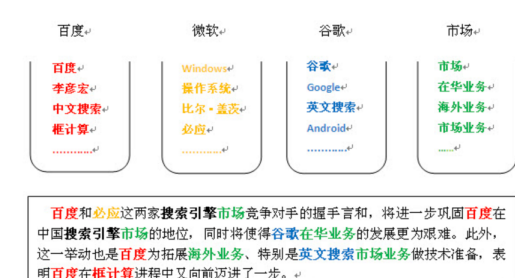 百度 微软 谷歌 市场
百度 Windows 谷歌 市场
李彦宏 操作系统 Google 在华业务
中文搜索 比尔·盖茨 英文搜索 海外业务
框计算 必应 Android 市场业务
............ ............ ............ ......
百度和必应这两家搜索引擎市场竞争对手的握手言和，将进一步巩固百度在
中国搜索引擎市场的地位，同时将使得谷歌在华业务的发展更为艰难。此外，
这一举动也是百度为拓展海外业务、特别是英文搜索市场业务做技术准备，表
明百度在框计算进程中又向前迈进了一步。